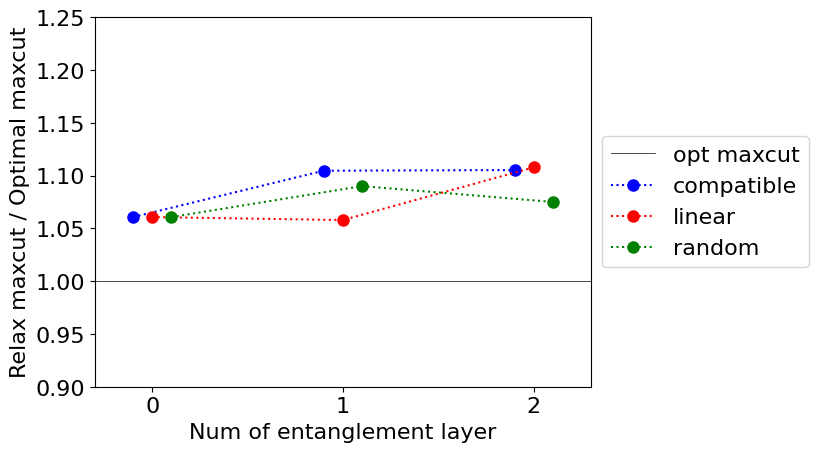 Relax maxcut / Optimal maxcut
1.25
1.20
1.15
1.10
1.05
1.00
0.95
0.90
0 1 2
Num of entanglement layer
opt maxcut
compatible
linear
random